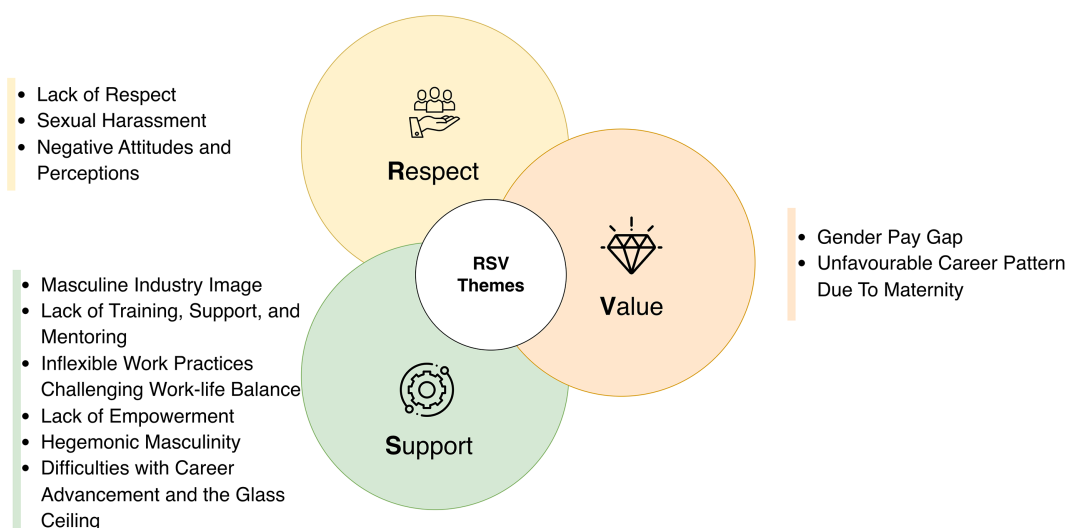 Respect
• Lack of Respect
• Sexual Harassment
• Negative Attitudes and
Perceptions
RSV
Themes
Value
• Gender Pay Gap
• Unfavourable Career Pattern
Due To Maternity
• Masculine Industry Image
• Lack of Training, Support, and
Mentoring
• Inflexible Work Practices
Challenging Work-life Balance
• Lack of Empowerment
• Hegemonic Masculinity
• Difficulties with Career
Advancement and the Glass
Ceiling
Support